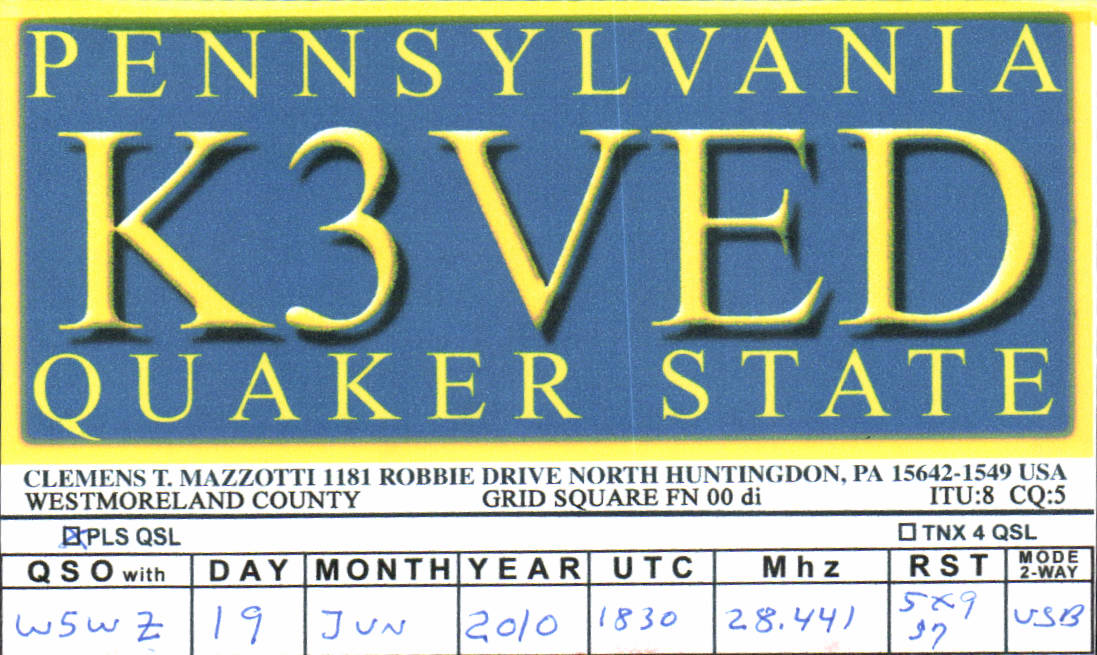 PENNSYLVANIA
K3VED
QUAKER STATE
CLEMENS T. MAZZOTTI 1181 ROBBIE DRIVE NORTH HUNTINGDON, PA 15642-1549 USA
WESTMORELAND COUNTY GRID SQUARE FN 00 di ITU:8 CQ:5
☒PLS QSL ☐ TNX 4 QSL
QSO with DAY MONTH YEAR UTC Mhz RST MODE 2-WAY
W5WZ 19 JUN 2010 1830 28.441 5X9 USB
S7